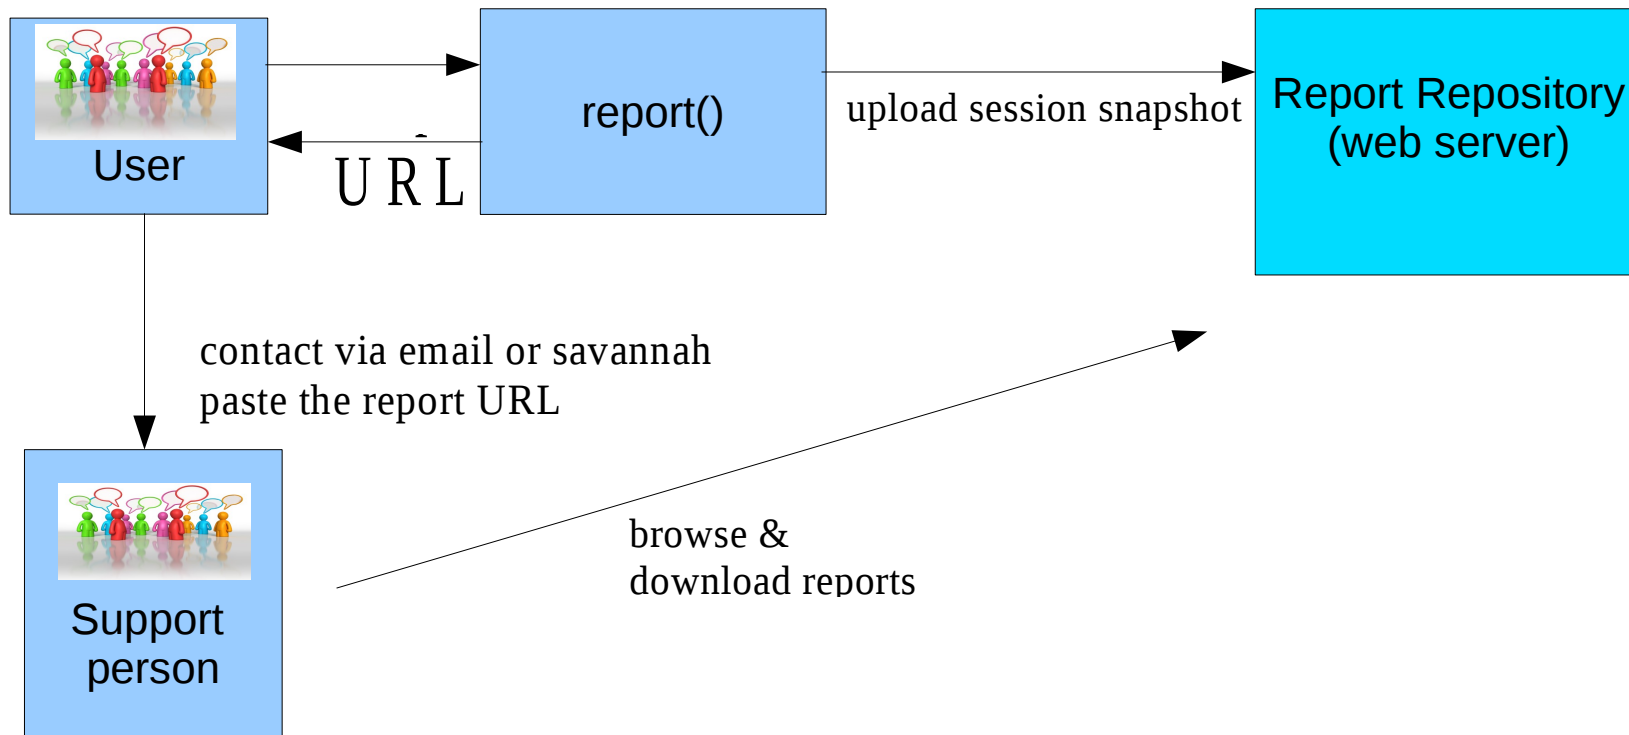 User
URL
report()
upload session snapshot
Report Repository
(web server)
contact via email or savannah
paste the report URL
browse &
download reports
Support
person